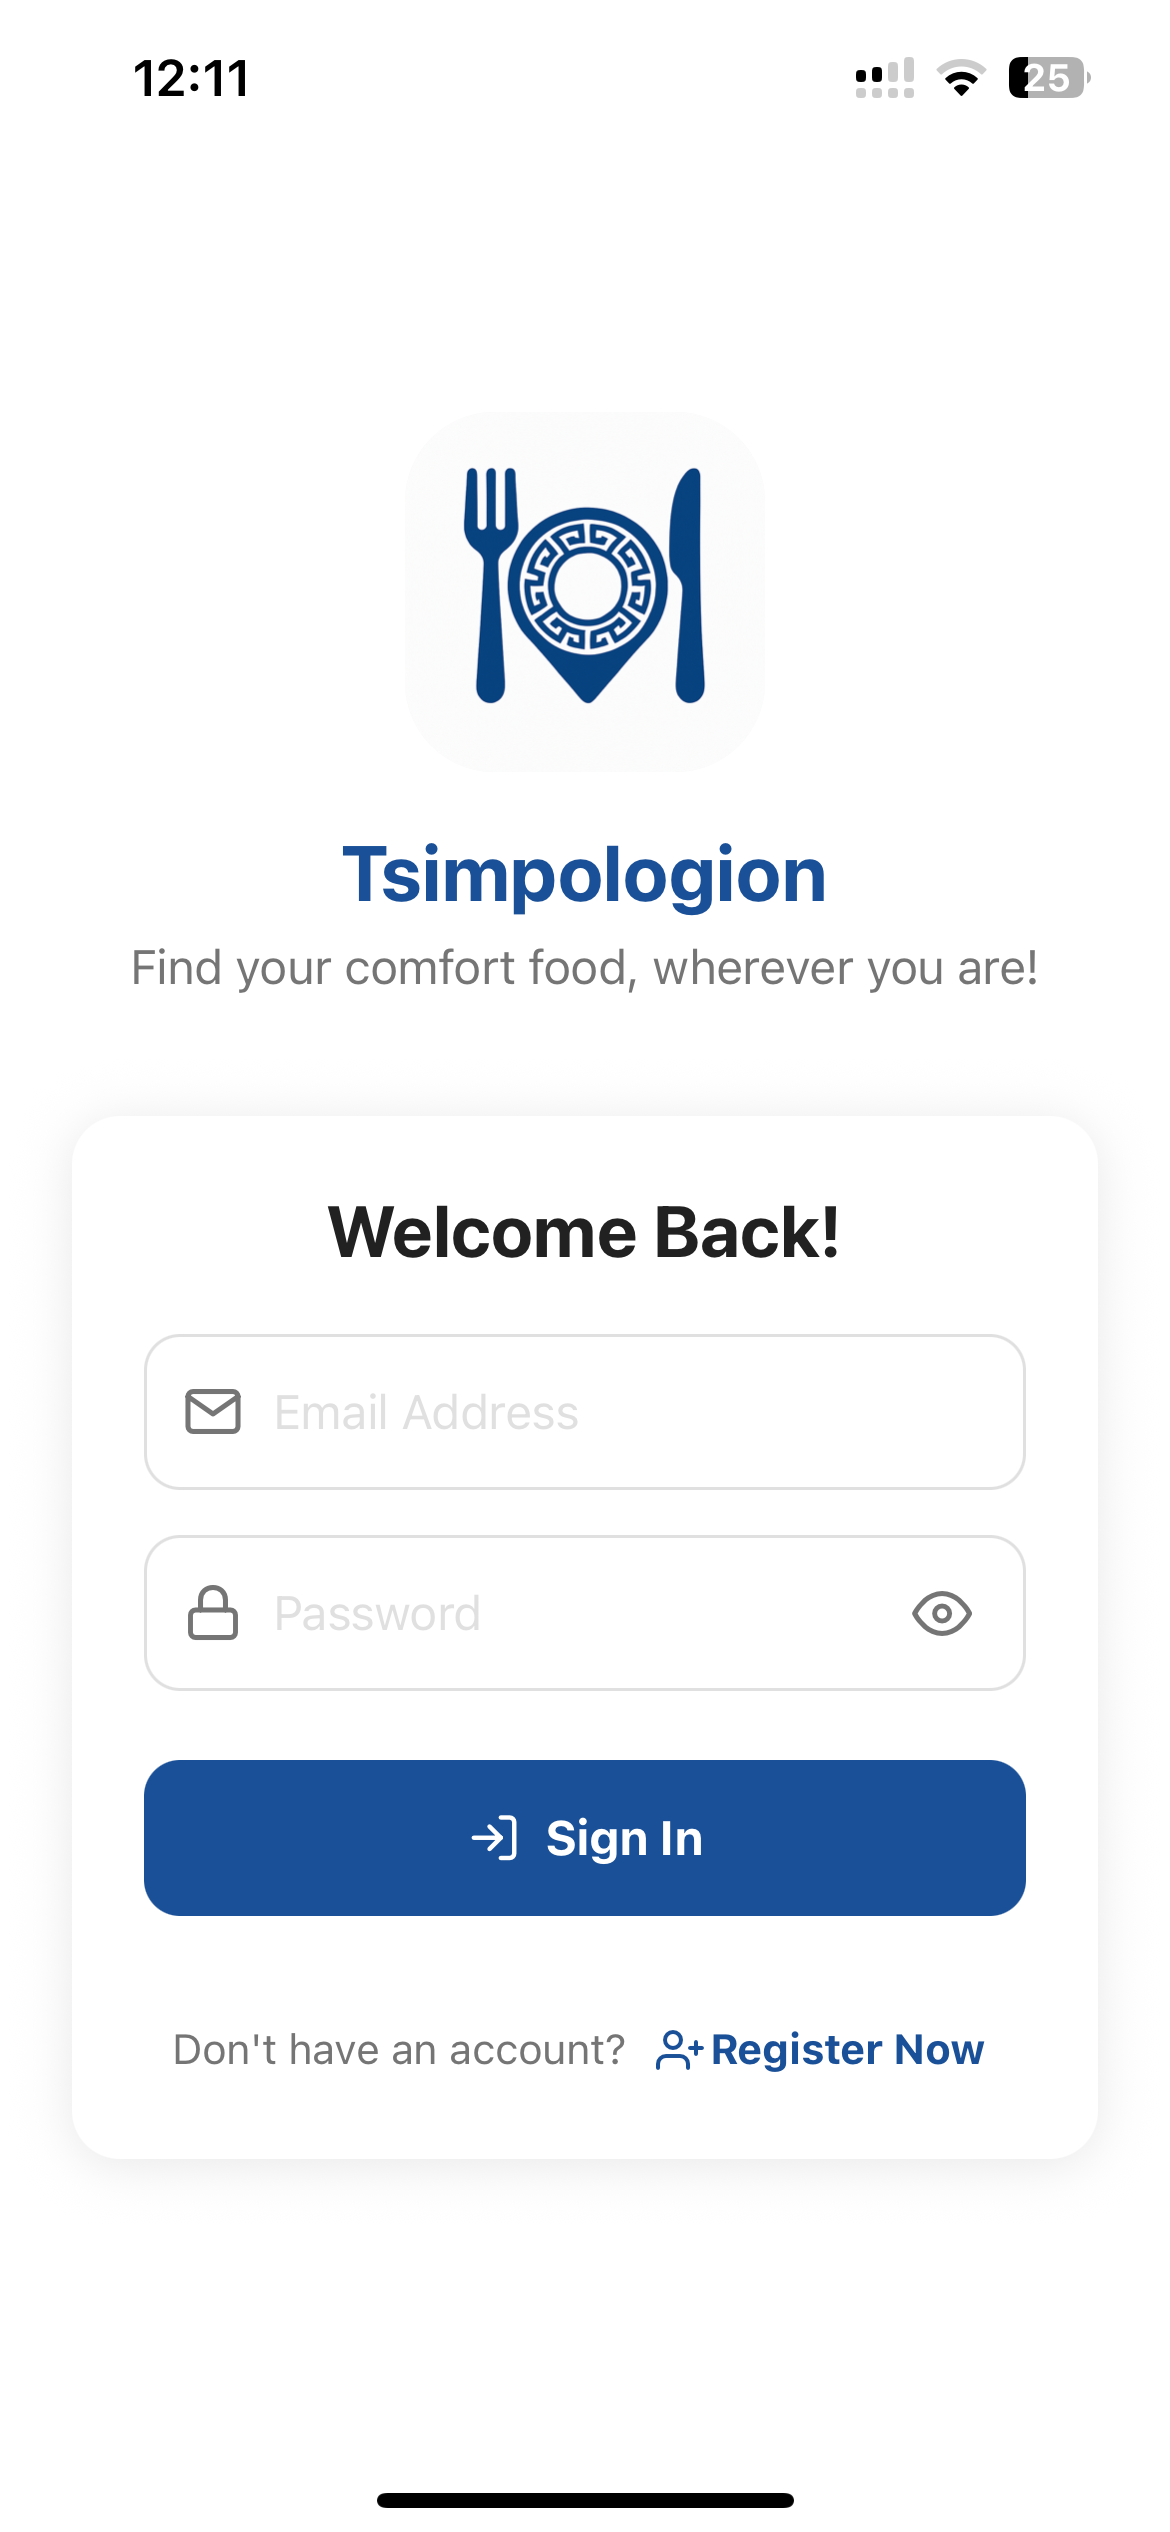 12:11
25
Tsimpologion
Find your comfort food, wherever you are!
Welcome Back!
Email Address
Password
Sign In
Don't have an account? Register Now